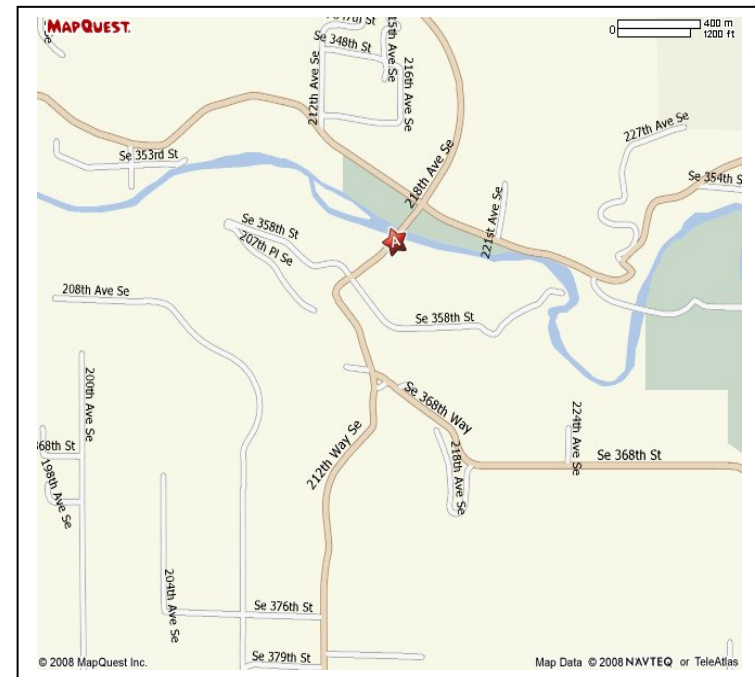 MAPQUEST.
0
400 m
1200 ft
215th Ave Se
Se 348th St
212th Ave Se
216th Ave Se
218th Ave Se
227th Ave Se
Se 353rd St
Se 354th S
221st Ave Se
A
Se 358th St
207th Pl Se
208th Ave Se
Se 358th St
200th Ave Se
Se 368th Way
224th Ave Se
368th St
198th Ave Se
212th Way Se
218th Ave Se
Se 368th St
204th Ave Se
Se 376th St
Se 379th St
© 2008 MapQuest Inc.
Map Data © 2008 NAVTEQ or TeleAtlas